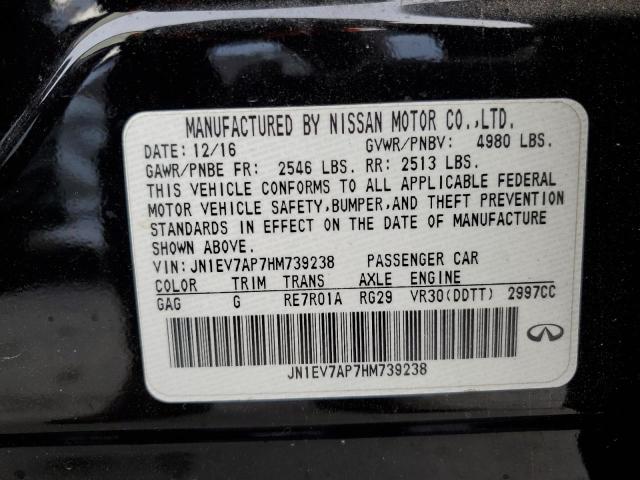 MANUFACTURED BY NISSAN MOTOR CO.,LTD.
DATE: 12/16 GVWR/PNBV: 4980 LBS.
GAWR/PNBE FR: 2546 LBS. RR: 2513 LBS.
THIS VEHICLE CONFORMS TO ALL APPLICABLE FEDERAL
MOTOR VEHICLE SAFETY,BUMPER,AND THEFT PREVENTION
STANDARDS IN EFFECT ON THE DATE OF MANUFACTURE
SHOWN ABOVE.
VIN: JN1EV7AP7HM739238 PASSENGER CAR
COLOR TRIM TRANS AXLE ENGINE
GAG G RE7R01A RG29 VR30(DDTT) 2997CC
JN1EV7AP7HM739238